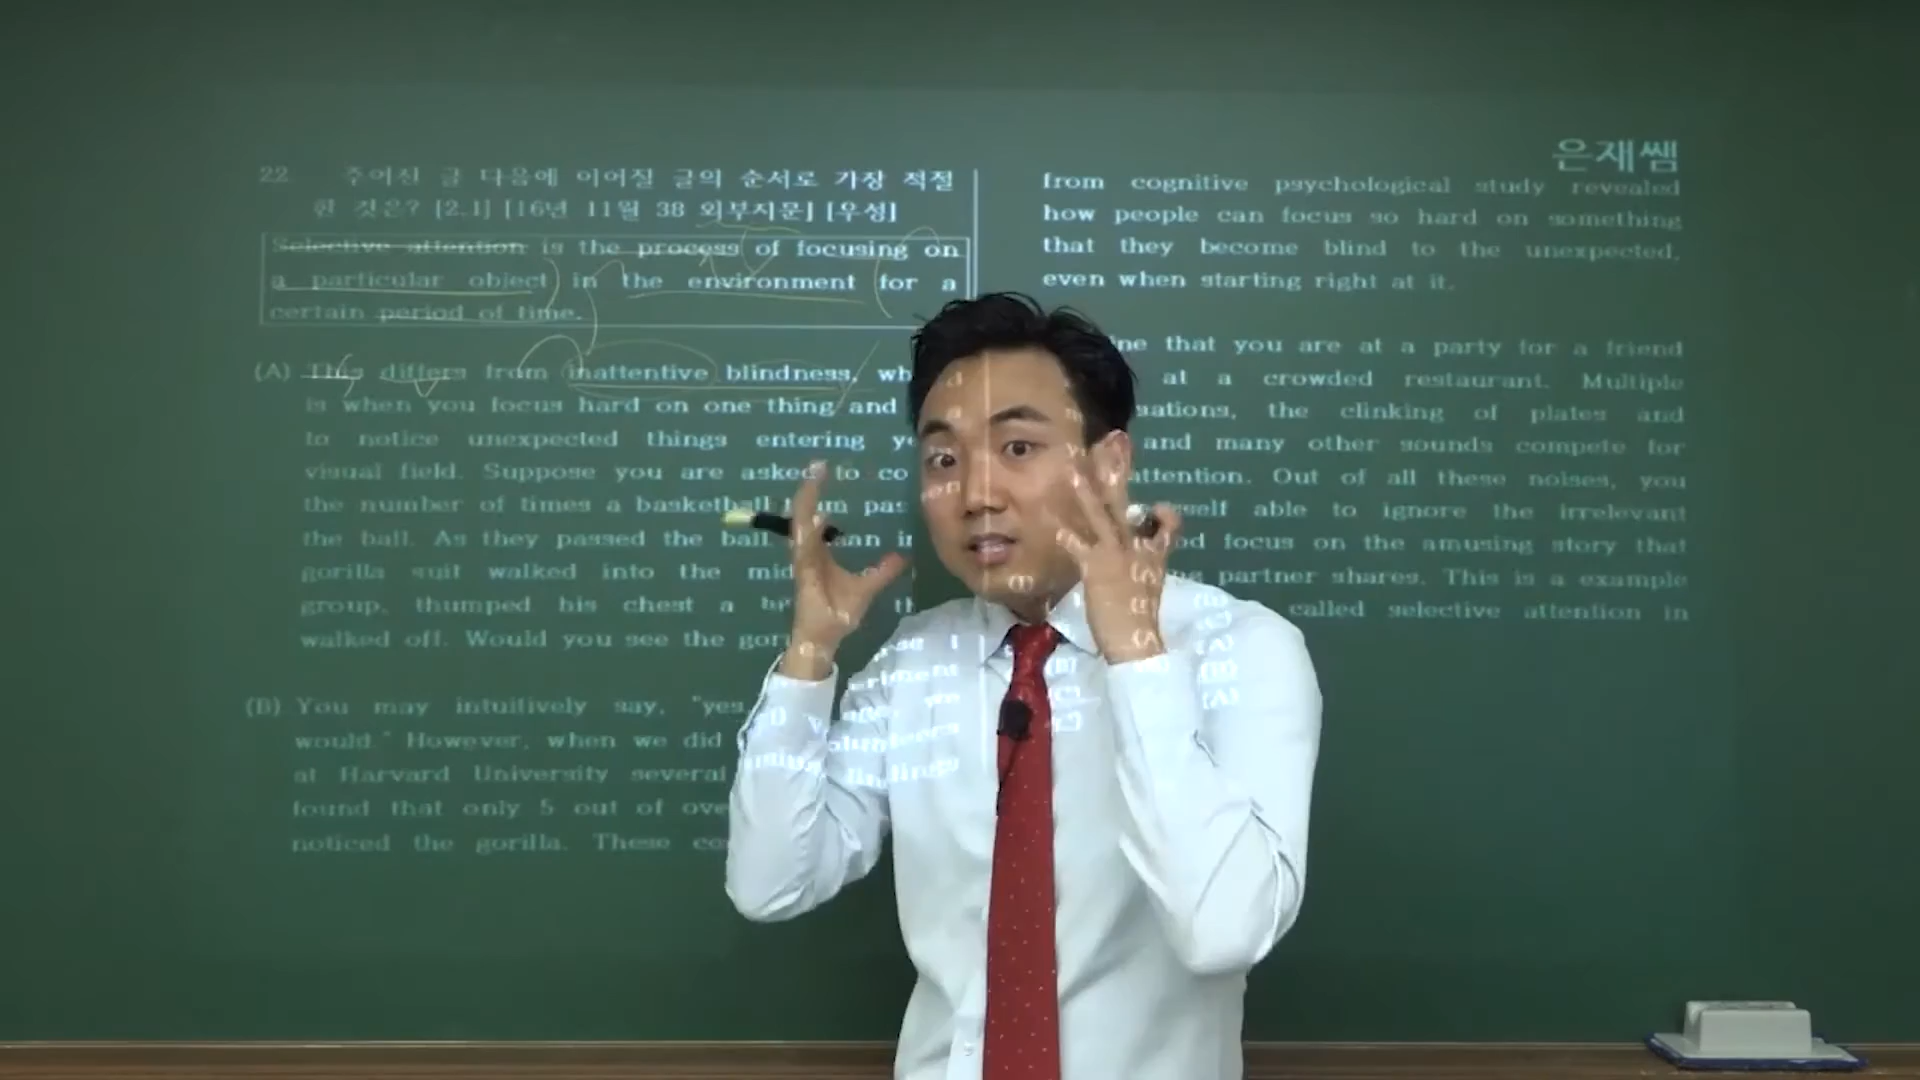 은재쌤
22 주어진 글 다음에 이어질 글의 순서로 가장 적절
한 것은? [2.1] [16년 11월 38 외부지문] [우성]
Selective attention is the process of focusing on
a particular object in the environment for a
certain period of time.
(A) This differs from inattentive blindness, wh
is when you focus hard on one thing and
to notice unexpected things entering
visual field. Suppose you are asked to co
the number of times a basketball pas
the ball. As they passed the ball. in
gorilla suit walked into the mid
group, thumped his chest a
walked off. Would you see the gor
(B) You may intuitively say, "yes,
would." However, when we did
at Harvard University several
found that only 5 out of ove
noticed the gorilla. These
from cognitive psychological study revealed
how people can focus so hard on something
that they become blind to the unexpected,
even when starting right at it.
ne that you are at a party for a friend
at a crowded restaurant. Multiple
sations, the clinking of plates and
and many other sounds compete for
attention. Out of all these noises, you
self able to ignore the irrelevant
focus on the amusing story that
partner shares. This is a example
called selective attention in